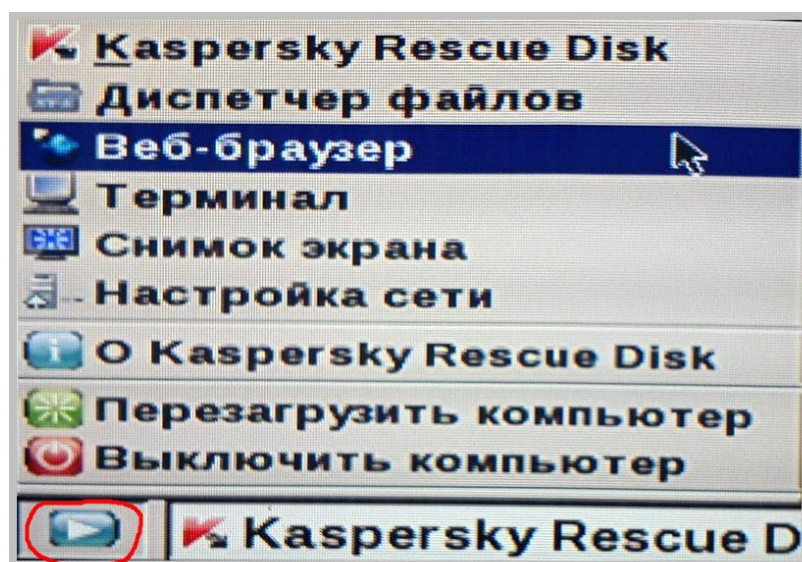 Kaspersky Rescue Disk
Диспетчер файлов
Веб-браузер
Терминал
Снимок экрана
Настройка сети
О Kaspersky Rescue Disk
Перезагрузить компьютер
Выключить компьютер
Kaspersky Rescue D